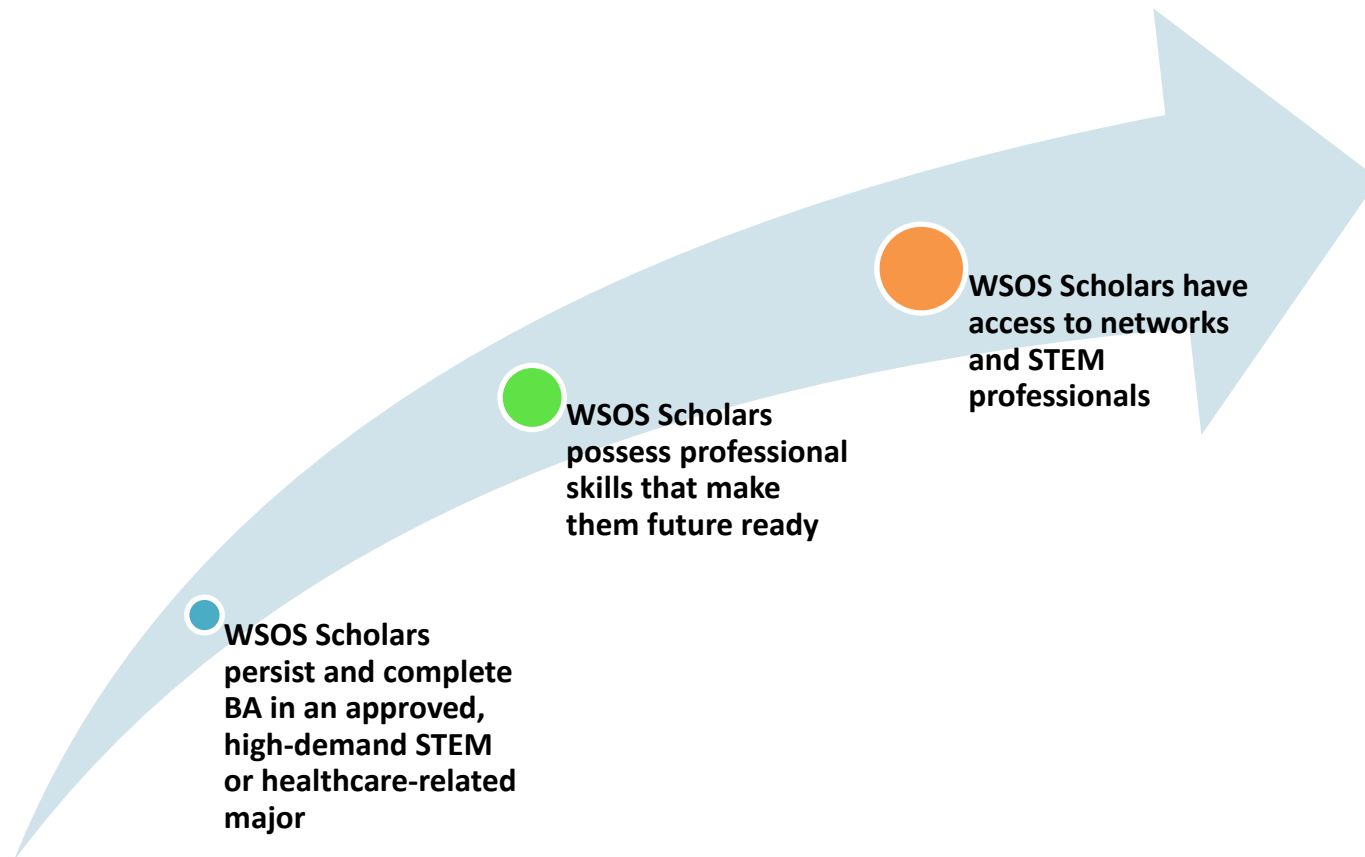 WSOS Scholars
persist and complete
BA in an approved,
high-demand STEM
or healthcare-related
major
WSOS Scholars
possess professional
skills that make
them future ready
WSOS Scholars have
access to networks
and STEM
professionals